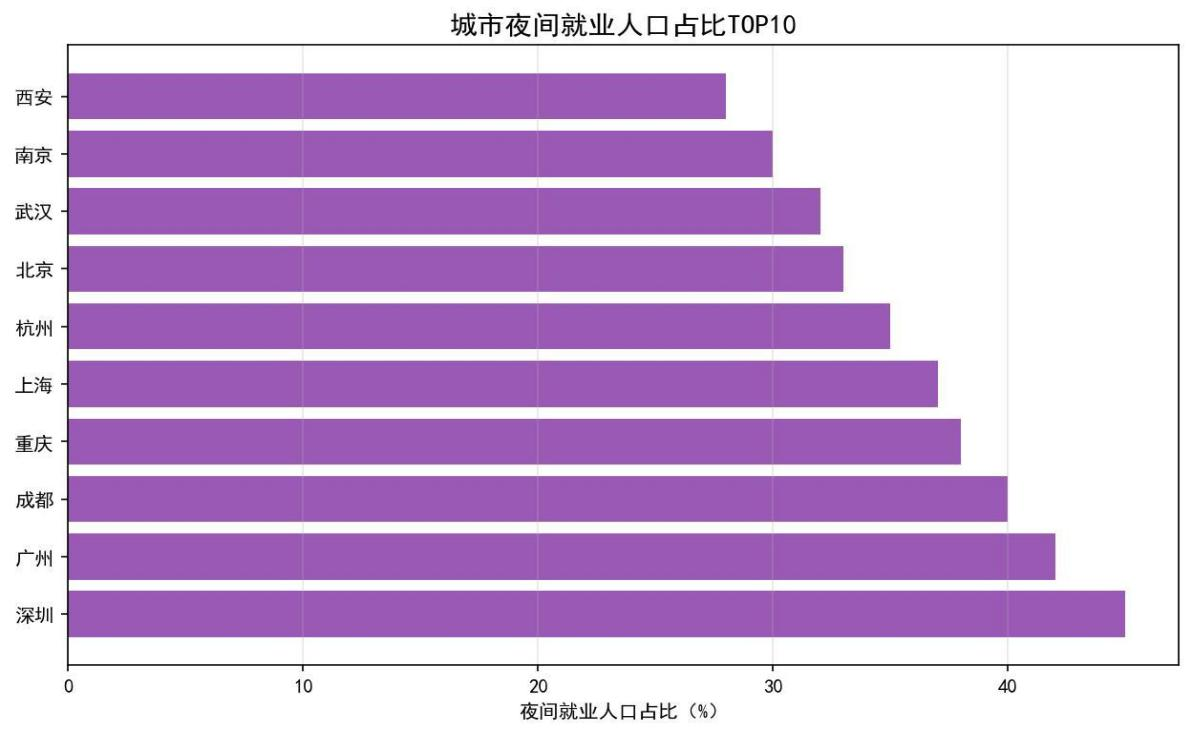 城市夜间就业人口占比TOP10
西安
南京
武汉
北京
杭州
上海
重庆
成都
广州
深圳
0 10 20 30 40
夜间就业人口占比（%）